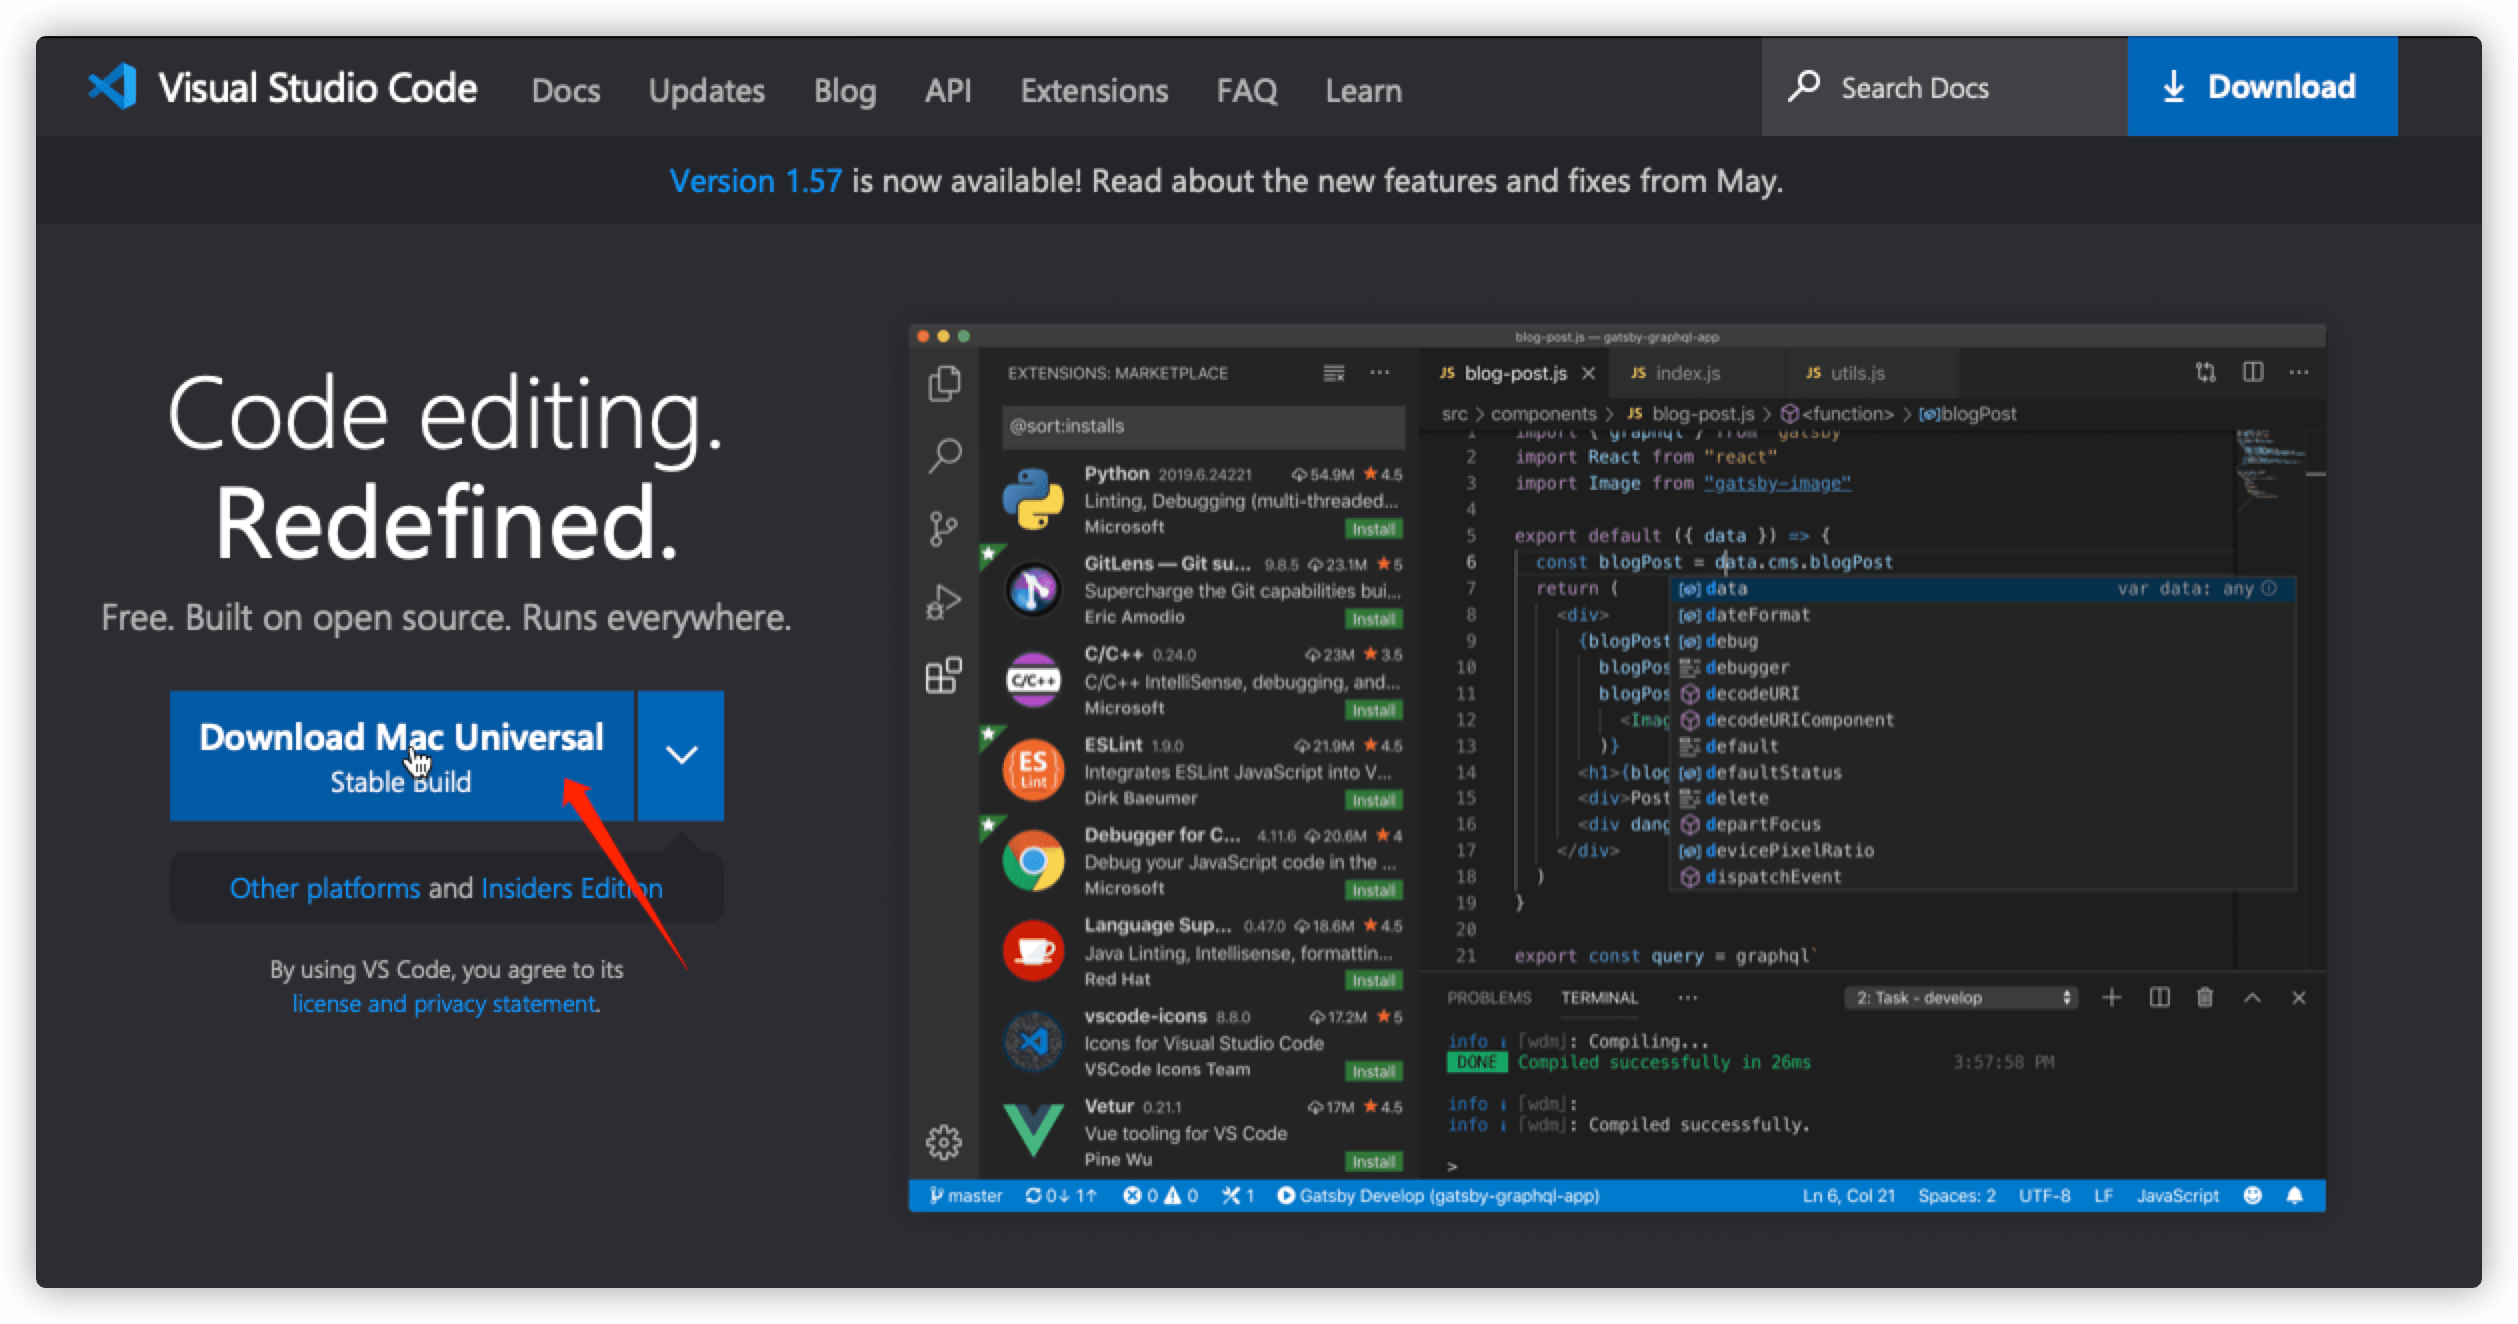 Visual Studio Code Docs Updates Blog API Extensions FAQ Learn Search Docs Download
Version 1.57 is now available! Read about the new features and fixes from May.
Code editing.
Redefined.
Free. Built on open source. Runs everywhere.
Download Mac Universal
Stable Build
Other platforms and Insiders Edition
By using VS Code, you agree to its
license and privacy statement.
blog-post.js — gatsby-graphql-app
EXTENSIONS: MARKETPLACE
@sort:installs
Python 2019.6.24221 54.9M 4.5
Linting, Debugging (multi-threaded...
Microsoft Install
GitLens — Git su... 9.8.5 23.1M 5
Supercharge the Git capabilities bui...
Eric Amodio Install
C/C++
C/C++ 0.24.0 23M 3.5
C/C++ IntelliSense, debugging, and...
Microsoft Install
ES
Lint
ESLint 1.9.0 21.9M 4.5
Integrates ESLint JavaScript into V...
Dirk Baeumer Install
Debugger for C... 4.11.6 20.6M 4
Debug your JavaScript code in the ...
Microsoft Install
Language Sup... 0.47.0 18.6M 4.5
Java Linting, Intellisense, formattin...
Red Hat Install
vscode-icons 8.8.0 17.2M 5
Icons for Visual Studio Code
VSCode Icons Team Install
Vetur 0.21.1 17M 4.5
Vue tooling for VS Code
Pine Wu Install
JS blog-post.js JS index.js JS utils.js
src > components > JS blog-post.js > <function> > blogPost
1 import { graphql } from "gatsby
2 import React from "react"
3 import Image from "gatsby-image"
4
5 export default ({ data }) => {
6 const blogPost = data.cms.blogPost
7 return (
8 <div>
9 {blogPost
10 blogPos
11 blogPos
12 <Imag
13 )}
14 <h1>{blog
15 <div>Post
16 <div dang
17 </div>
18 )
19 }
20
21 export const query = graphql`
data var data: any
dateFormat
debug
debugger
decodeURI
decodeURIComponent
default
defaultStatus
delete
departFocus
devicePixelRatio
dispatchEvent
PROBLEMS TERMINAL ··· 2: Task - develop
info [wdm]: Compiling...
DONE Compiled successfully in 26ms 3:57:58 PM
info [wdm]:
info [wdm]: Compiled successfully.
>
master 0↓ 1↑ 0 0 1 Gatsby Develop (gatsby-graphql-app) Ln 6, Col 21 Spaces: 2 UTF-8 LF JavaScript